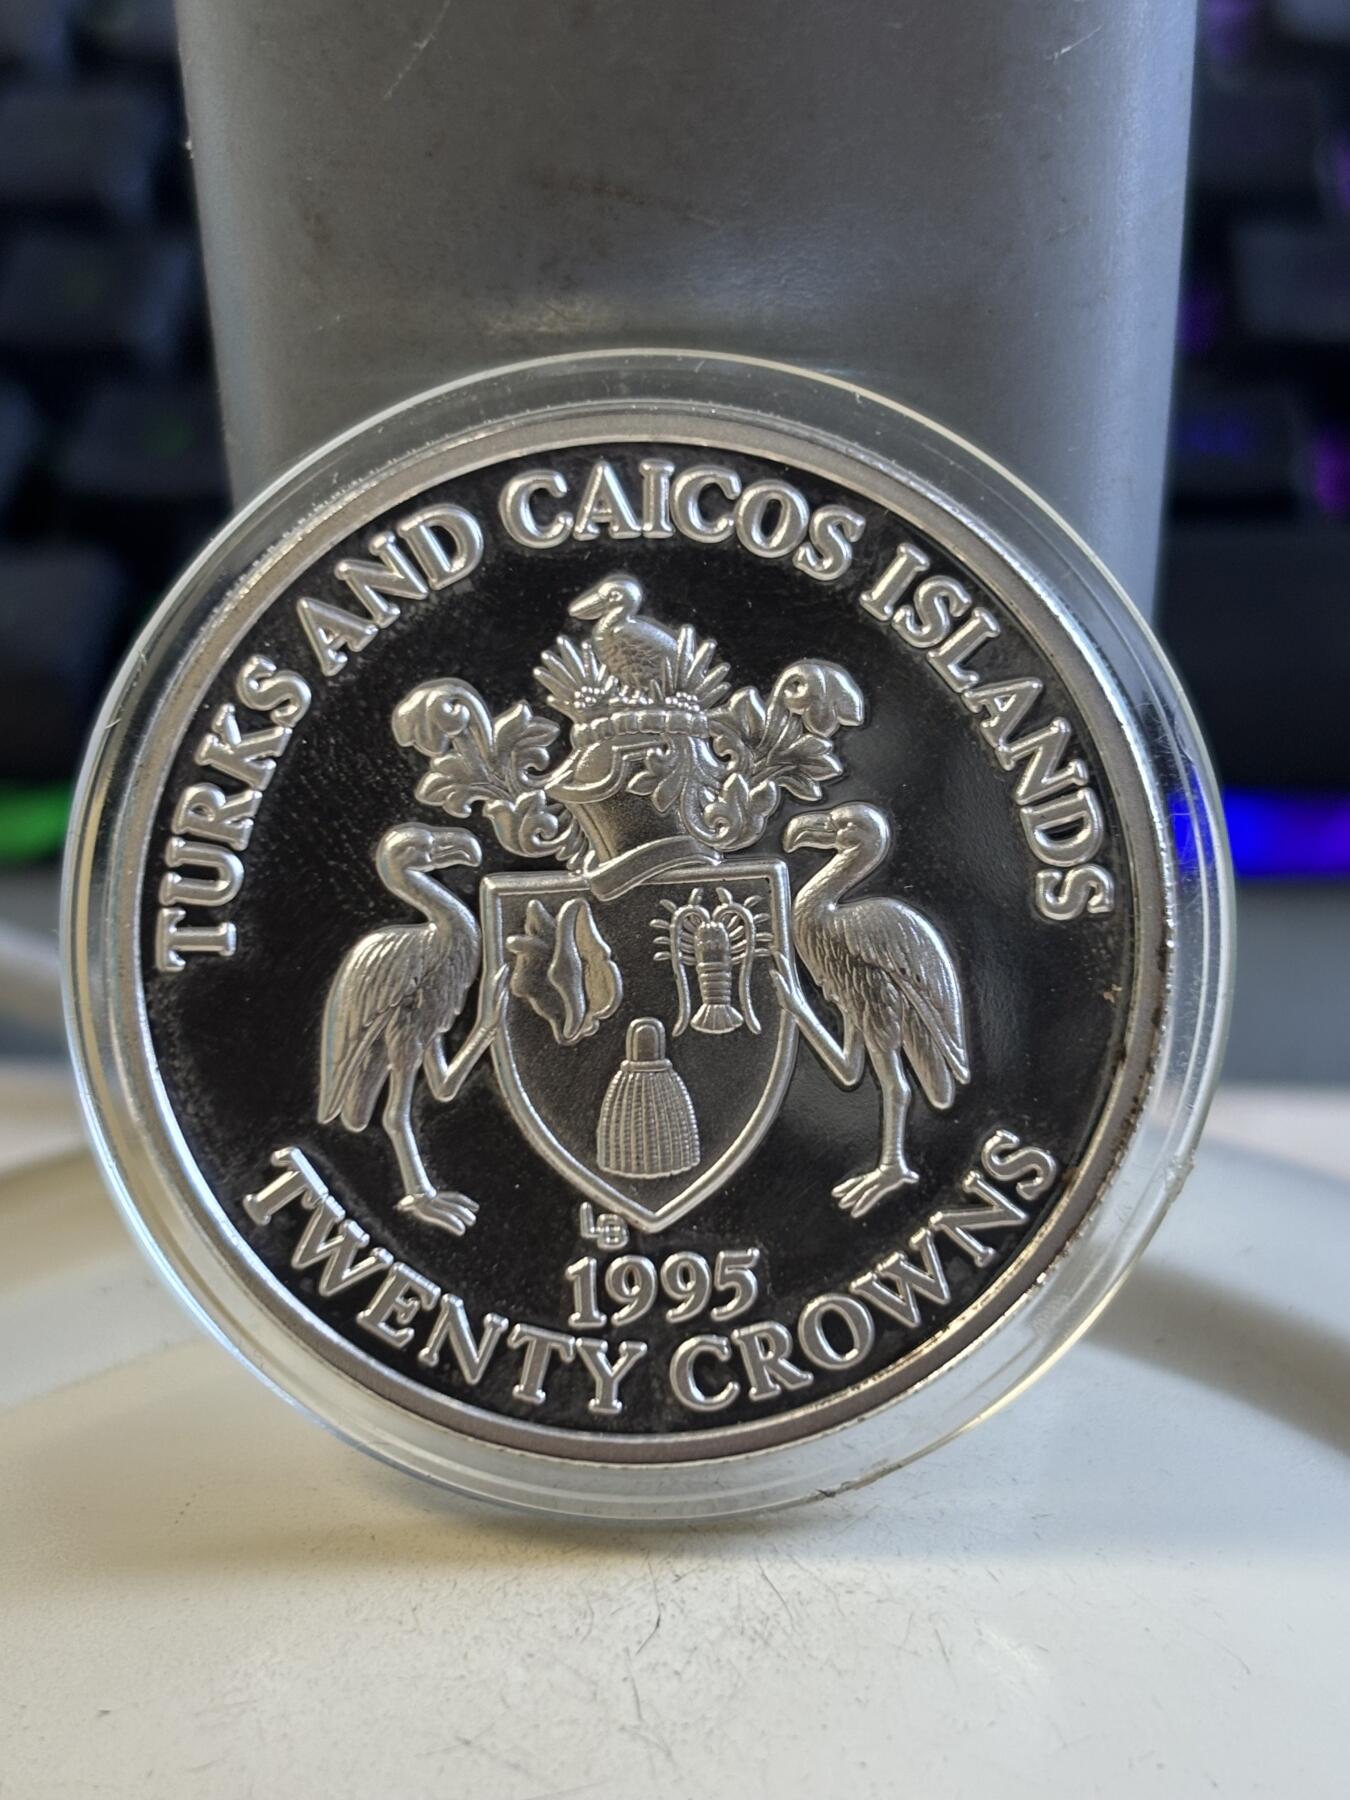 TURKS AND CAICOS ISLANDS
LB
1995
TWENTY CROWNS